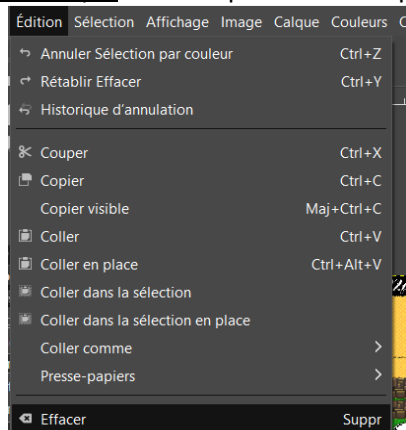 Édition Sélection Affichage Image Calque Couleurs
Annuler Sélection par couleur Ctrl+Z
Rétablir Effacer Ctrl+Y
Historique d'annulation
Couper Ctrl+X
Copier Ctrl+C
Copier visible Maj+Ctrl+C
Coller Ctrl+V
Coller en place Ctrl+Alt+V
Coller dans la sélection
Coller dans la sélection en place
Coller comme
Presse-papiers
Effacer Suppr